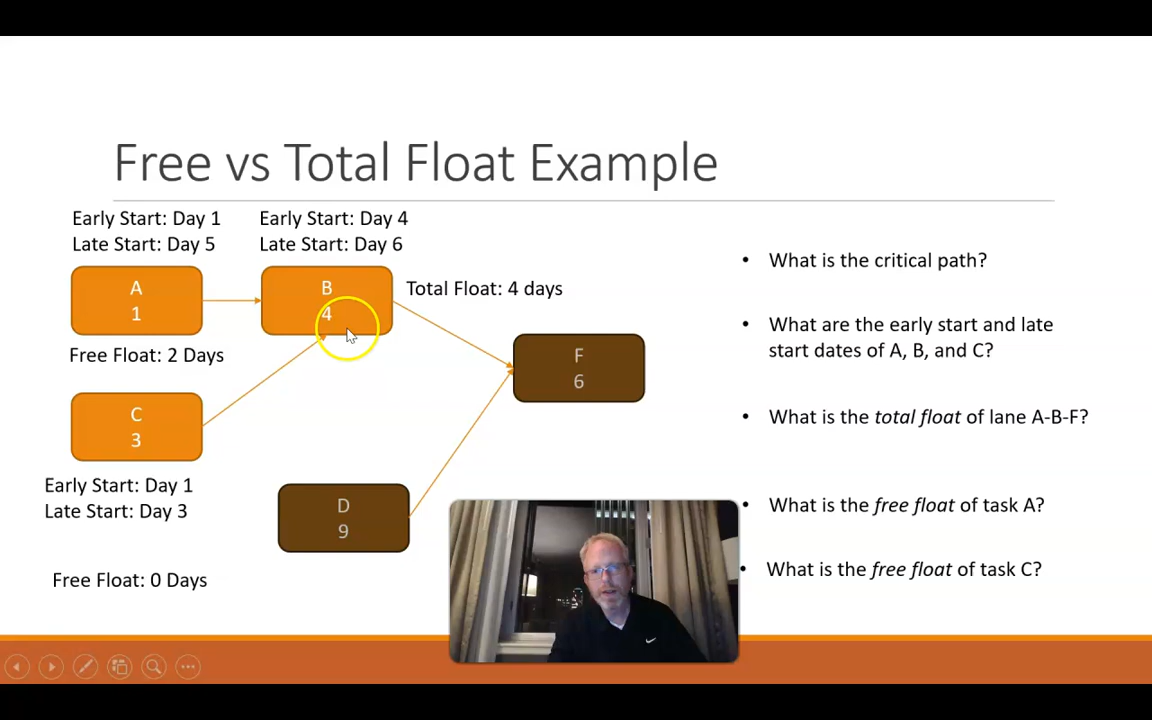 Free vs Total Float Example
Early Start: Day 1
Late Start: Day 5
Early Start: Day 4
Late Start: Day 6
A
1
B
4
Total Float: 4 days
Free Float: 2 Days
F
6
C
3
Early Start: Day 1
Late Start: Day 3
D
9
Free Float: 0 Days
• What is the critical path?
• What are the early start and late
start dates of A, B, and C?
• What is the total float of lane A-B-F?
• What is the free float of task A?
• What is the free float of task C?